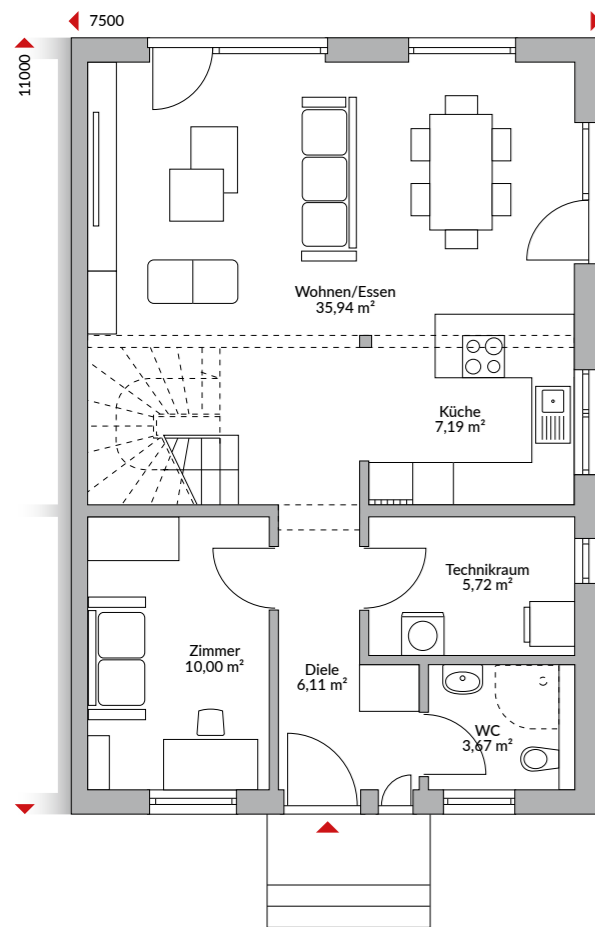 7500
11000
Wohnen/Essen
35,94 m²
Küche
7,19 m²
Technikraum
5,72 m²
Zimmer
10,00 m²
Diele
6,11 m²
WC
3,67 m²